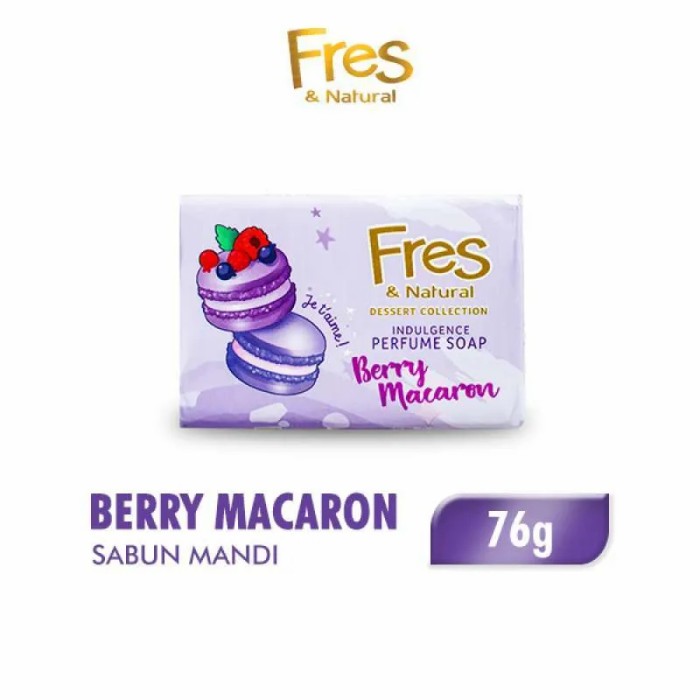 Fres
& Natural
Je t'aime!
Fres
& Natural
DESSERT COLLECTION
INDULGENCE
PERFUME SOAP
Berry
Macaron
BERRY MACARON
SABUN MANDI
76g